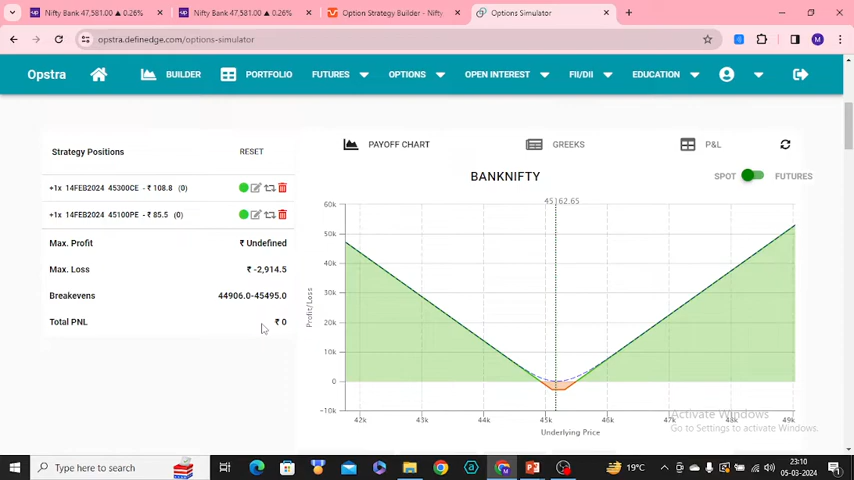 Nifty Bank 47,581.00 ▲ 0.26%
Nifty Bank 47,581.00 ▲ 0.26%
Option Strategy Builder - Nifty
Options Simulator
opstra.definedge.com/options-simulator
Opstra
BUILDER
PORTFOLIO
FUTURES
OPTIONS
OPEN INTEREST
FII/DII
EDUCATION
Strategy Positions
RESET
+1x 14FEB2024 45300CE - ₹ 108.8 (0)
+1x 14FEB2024 45100PE - ₹ 85.5 (0)
Max. Profit ₹ Undefined
Max. Loss ₹ -2,914.5
Breakevens 44906.0-45495.0
Total PNL ₹ 0
PAYOFF CHART
GREEKS
P&L
BANKNIFTY
SPOT
FUTURES
60k
50k
40k
30k
20k
10k
0
-10k
Profit/Loss
42k 43k 44k 45k 46k 47k 48k 49k
Underlying Price
Activate Windows
Go to Settings to activate Windows.
Type here to search
19°C
23:10
05-03-2024